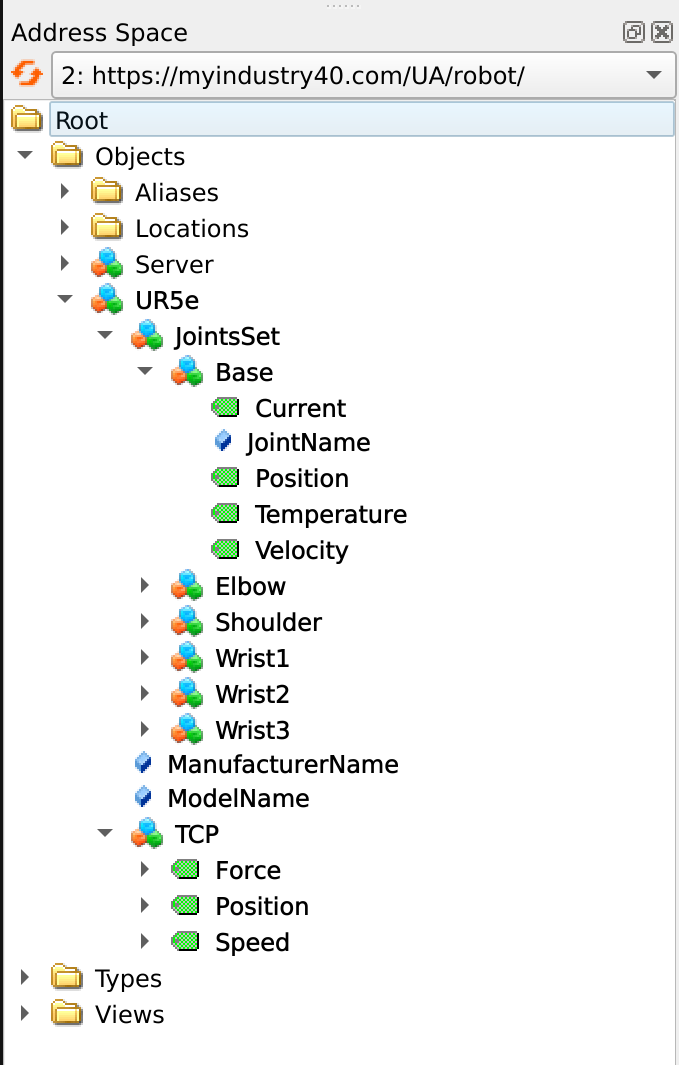 Address Space
2: https://myindustry40.com/UA/robot/
Root
Objects
Aliases
Locations
Server
UR5e
JointsSet
Base
Current
JointName
Position
Temperature
Velocity
Elbow
Shoulder
Wrist1
Wrist2
Wrist3
ManufacturerName
ModelName
TCP
Force
Position
Speed
Types
Views